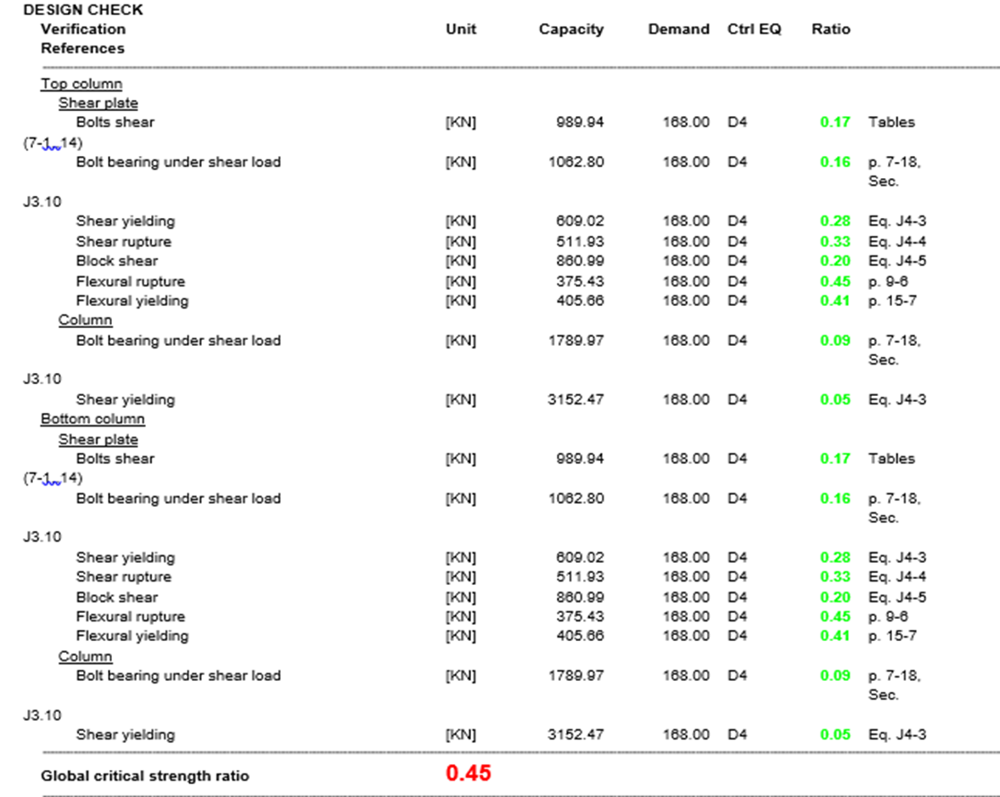 DESIGN CHECK
Verification Unit Capacity Demand Ctrl EQ Ratio
References
Top column
Shear plate
Bolts shear [KN] 989.94 168.00 D4 0.17 Tables
(7-1..14)
Bolt bearing under shear load [KN] 1062.80 168.00 D4 0.16 p. 7-18,
Sec.
J3.10
Shear yielding [KN] 609.02 168.00 D4 0.28 Eq. J4-3
Shear rupture [KN] 511.93 168.00 D4 0.33 Eq. J4-4
Block shear [KN] 860.99 168.00 D4 0.20 Eq. J4-5
Flexural rupture [KN] 375.43 168.00 D4 0.45 p. 9-6
Flexural yielding [KN] 405.66 168.00 D4 0.41 p. 15-7
Column
Bolt bearing under shear load [KN] 1789.97 168.00 D4 0.09 p. 7-18,
Sec.
J3.10
Shear yielding [KN] 3152.47 168.00 D4 0.05 Eq. J4-3
Bottom column
Shear plate
Bolts shear [KN] 989.94 168.00 D4 0.17 Tables
(7-1..14)
Bolt bearing under shear load [KN] 1062.80 168.00 D4 0.16 p. 7-18,
Sec.
J3.10
Shear yielding [KN] 609.02 168.00 D4 0.28 Eq. J4-3
Shear rupture [KN] 511.93 168.00 D4 0.33 Eq. J4-4
Block shear [KN] 860.99 168.00 D4 0.20 Eq. J4-5
Flexural rupture [KN] 375.43 168.00 D4 0.45 p. 9-6
Flexural yielding [KN] 405.66 168.00 D4 0.41 p. 15-7
Column
Bolt bearing under shear load [KN] 1789.97 168.00 D4 0.09 p. 7-18,
Sec.
J3.10
Shear yielding [KN] 3152.47 168.00 D4 0.05 Eq. J4-3
Global critical strength ratio 0.45